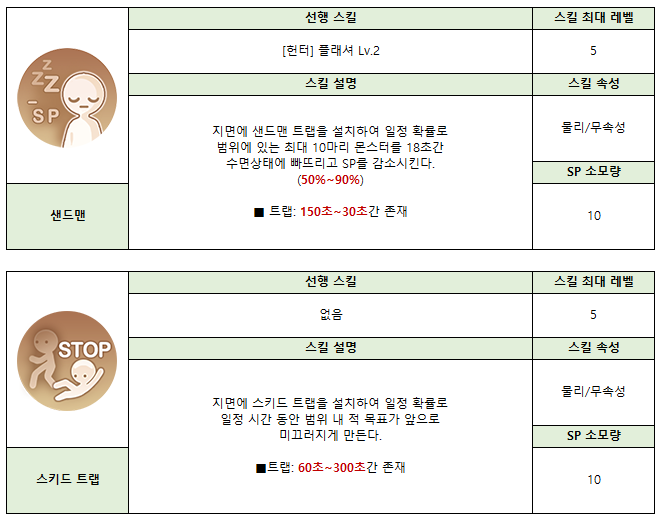 선행 스킬
스킬 최대 레벨
Z Z Z
- SP
[헌터] 플래셔 Lv.2
5
스킬 설명
스킬 속성
지면에 샌드맨 트랩을 설치하여 일정 확률로
범위에 있는 최대 10마리 몬스터를 18초간
수면상태에 빠뜨리고 SP를 감소시킨다.
(50%~90%)
■ 트랩: 150초~30초간 존재
물리/무속성
SP 소모량
샌드맨
10
선행 스킬
스킬 최대 레벨
STOP
없음
5
스킬 설명
스킬 속성
지면에 스키드 트랩을 설치하여 일정 확률로
일정 시간 동안 범위 내 적 목표가 앞으로
미끄러지게 만든다.
■트랩: 60초~300초간 존재
물리/무속성
SP 소모량
스키드 트랩
10